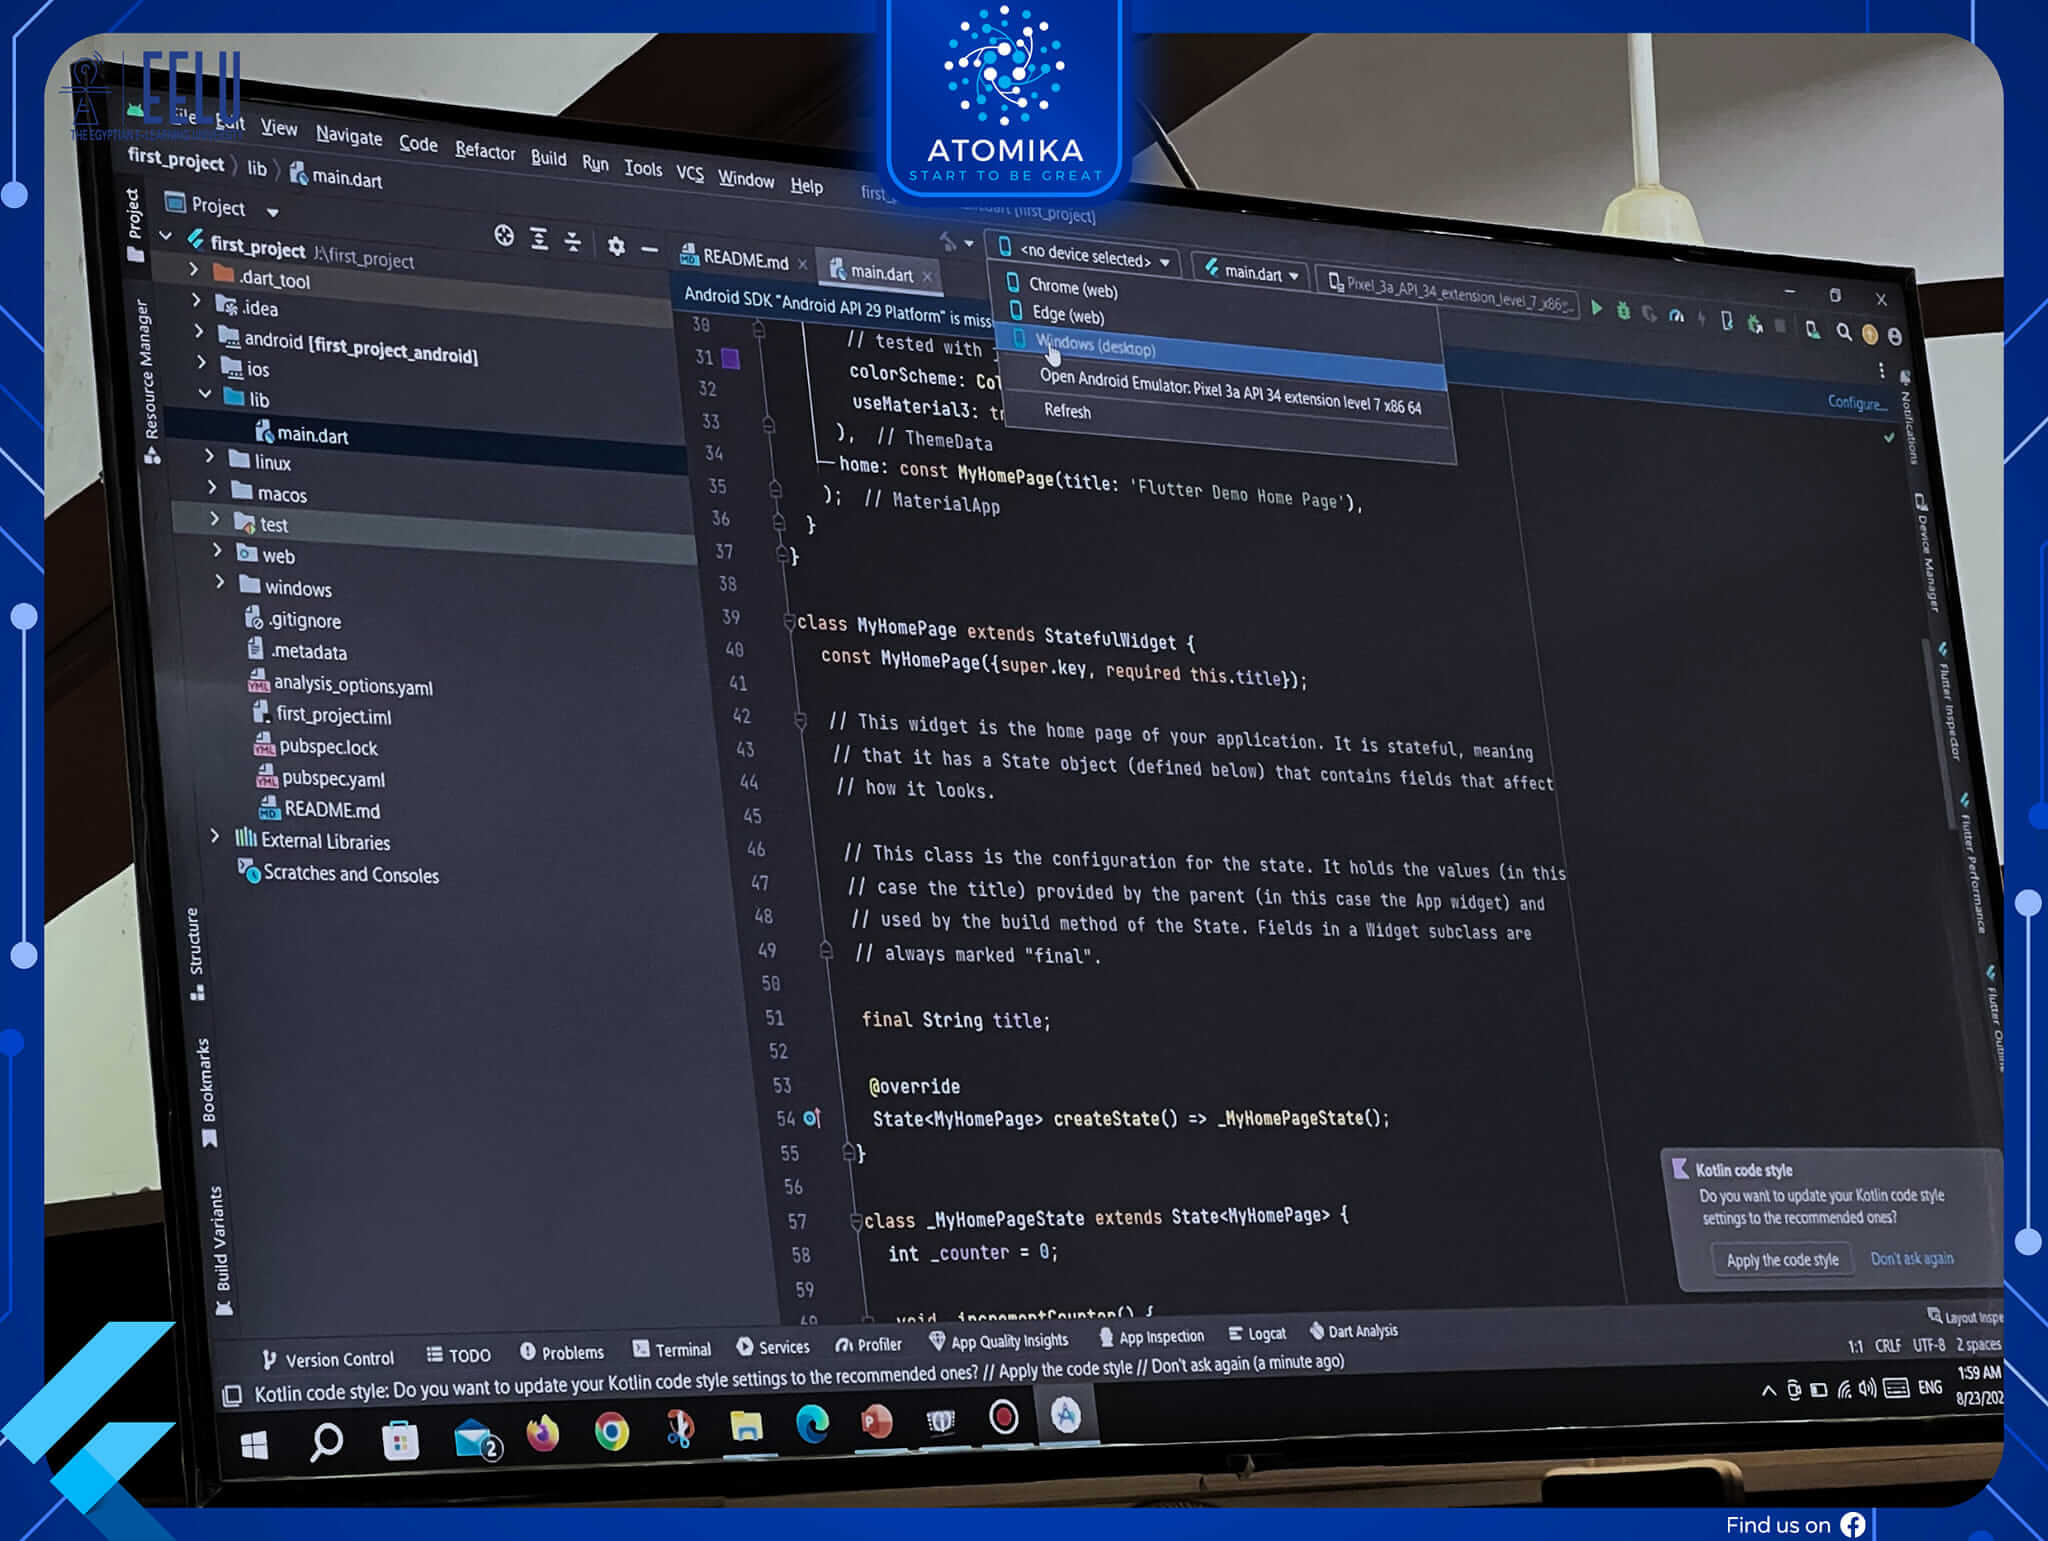 EELU
THE EGYPTIAN E-LEARNING UNIVERSITY
ATOMIKA
START TO BE GREAT
File Edit View Navigate Code Refactor Build Run Tools VCS Window Help
first_project lib main.dart
[first_project]
Project
<no device selected> main.dart Pixel_3a_API_34_extension_level_7_x86
Chrome (web)
Edge (web)
Windows (desktop)
Open Android Emulator: Pixel 3a API 34 extension level 7 x86 64
Refresh
README.md main.dart
Android SDK "Android API 29 Platform" is miss
Configure...
Project
Resource Manager
Structure
Bookmarks
Build Variants
first_project J:\first_project
.dart_tool
.idea
android [first_project_android]
ios
lib
main.dart
linux
macos
test
web
windows
.gitignore
.metadata
analysis_options.yaml
first_project.iml
pubspec.lock
pubspec.yaml
README.md
External Libraries
Scratches and Consoles
30 // tested with
31 colorScheme: Col
32 useMaterial3: tr
33 ), // ThemeData
34 home: const MyHomePage(title: 'Flutter Demo Home Page'),
35 ); // MaterialApp
36 }
37 }
38
39 class MyHomePage extends StatefulWidget {
40 const MyHomePage({super.key, required this.title});
41
42 // This widget is the home page of your application. It is stateful, meaning
43 // that it has a State object (defined below) that contains fields that affect
44 // how it looks.
45
46 // This class is the configuration for the state. It holds the values (in this
47 // case the title) provided by the parent (in this case the App widget) and
48 // used by the build method of the State. Fields in a Widget subclass are
49 // always marked "final".
50
51 final String title;
52
53 @override
54 State<MyHomePage> createState() => _MyHomePageState();
55 }
56
57 class _MyHomePageState extends State<MyHomePage> {
58 int _counter = 0;
59
60 void _incrementCounter() {
Notifications
Device Manager
Flutter Inspector
Flutter Performance
Flutter Outline
Kotlin code style
Do you want to update your Kotlin code style
settings to the recommended ones?
Apply the code style Don't ask again
Layout Inspe
Version Control TODO Problems Terminal Services Profiler App Quality Insights App Inspection Logcat Dart Analysis
Kotlin code style: Do you want to update your Kotlin code style settings to the recommended ones? // Apply the code style // Don't ask again (a minute ago)
1:1 CRLF UTF-8 2 spaces
2
ENG
1:59 AM
8/23/202
Find us on